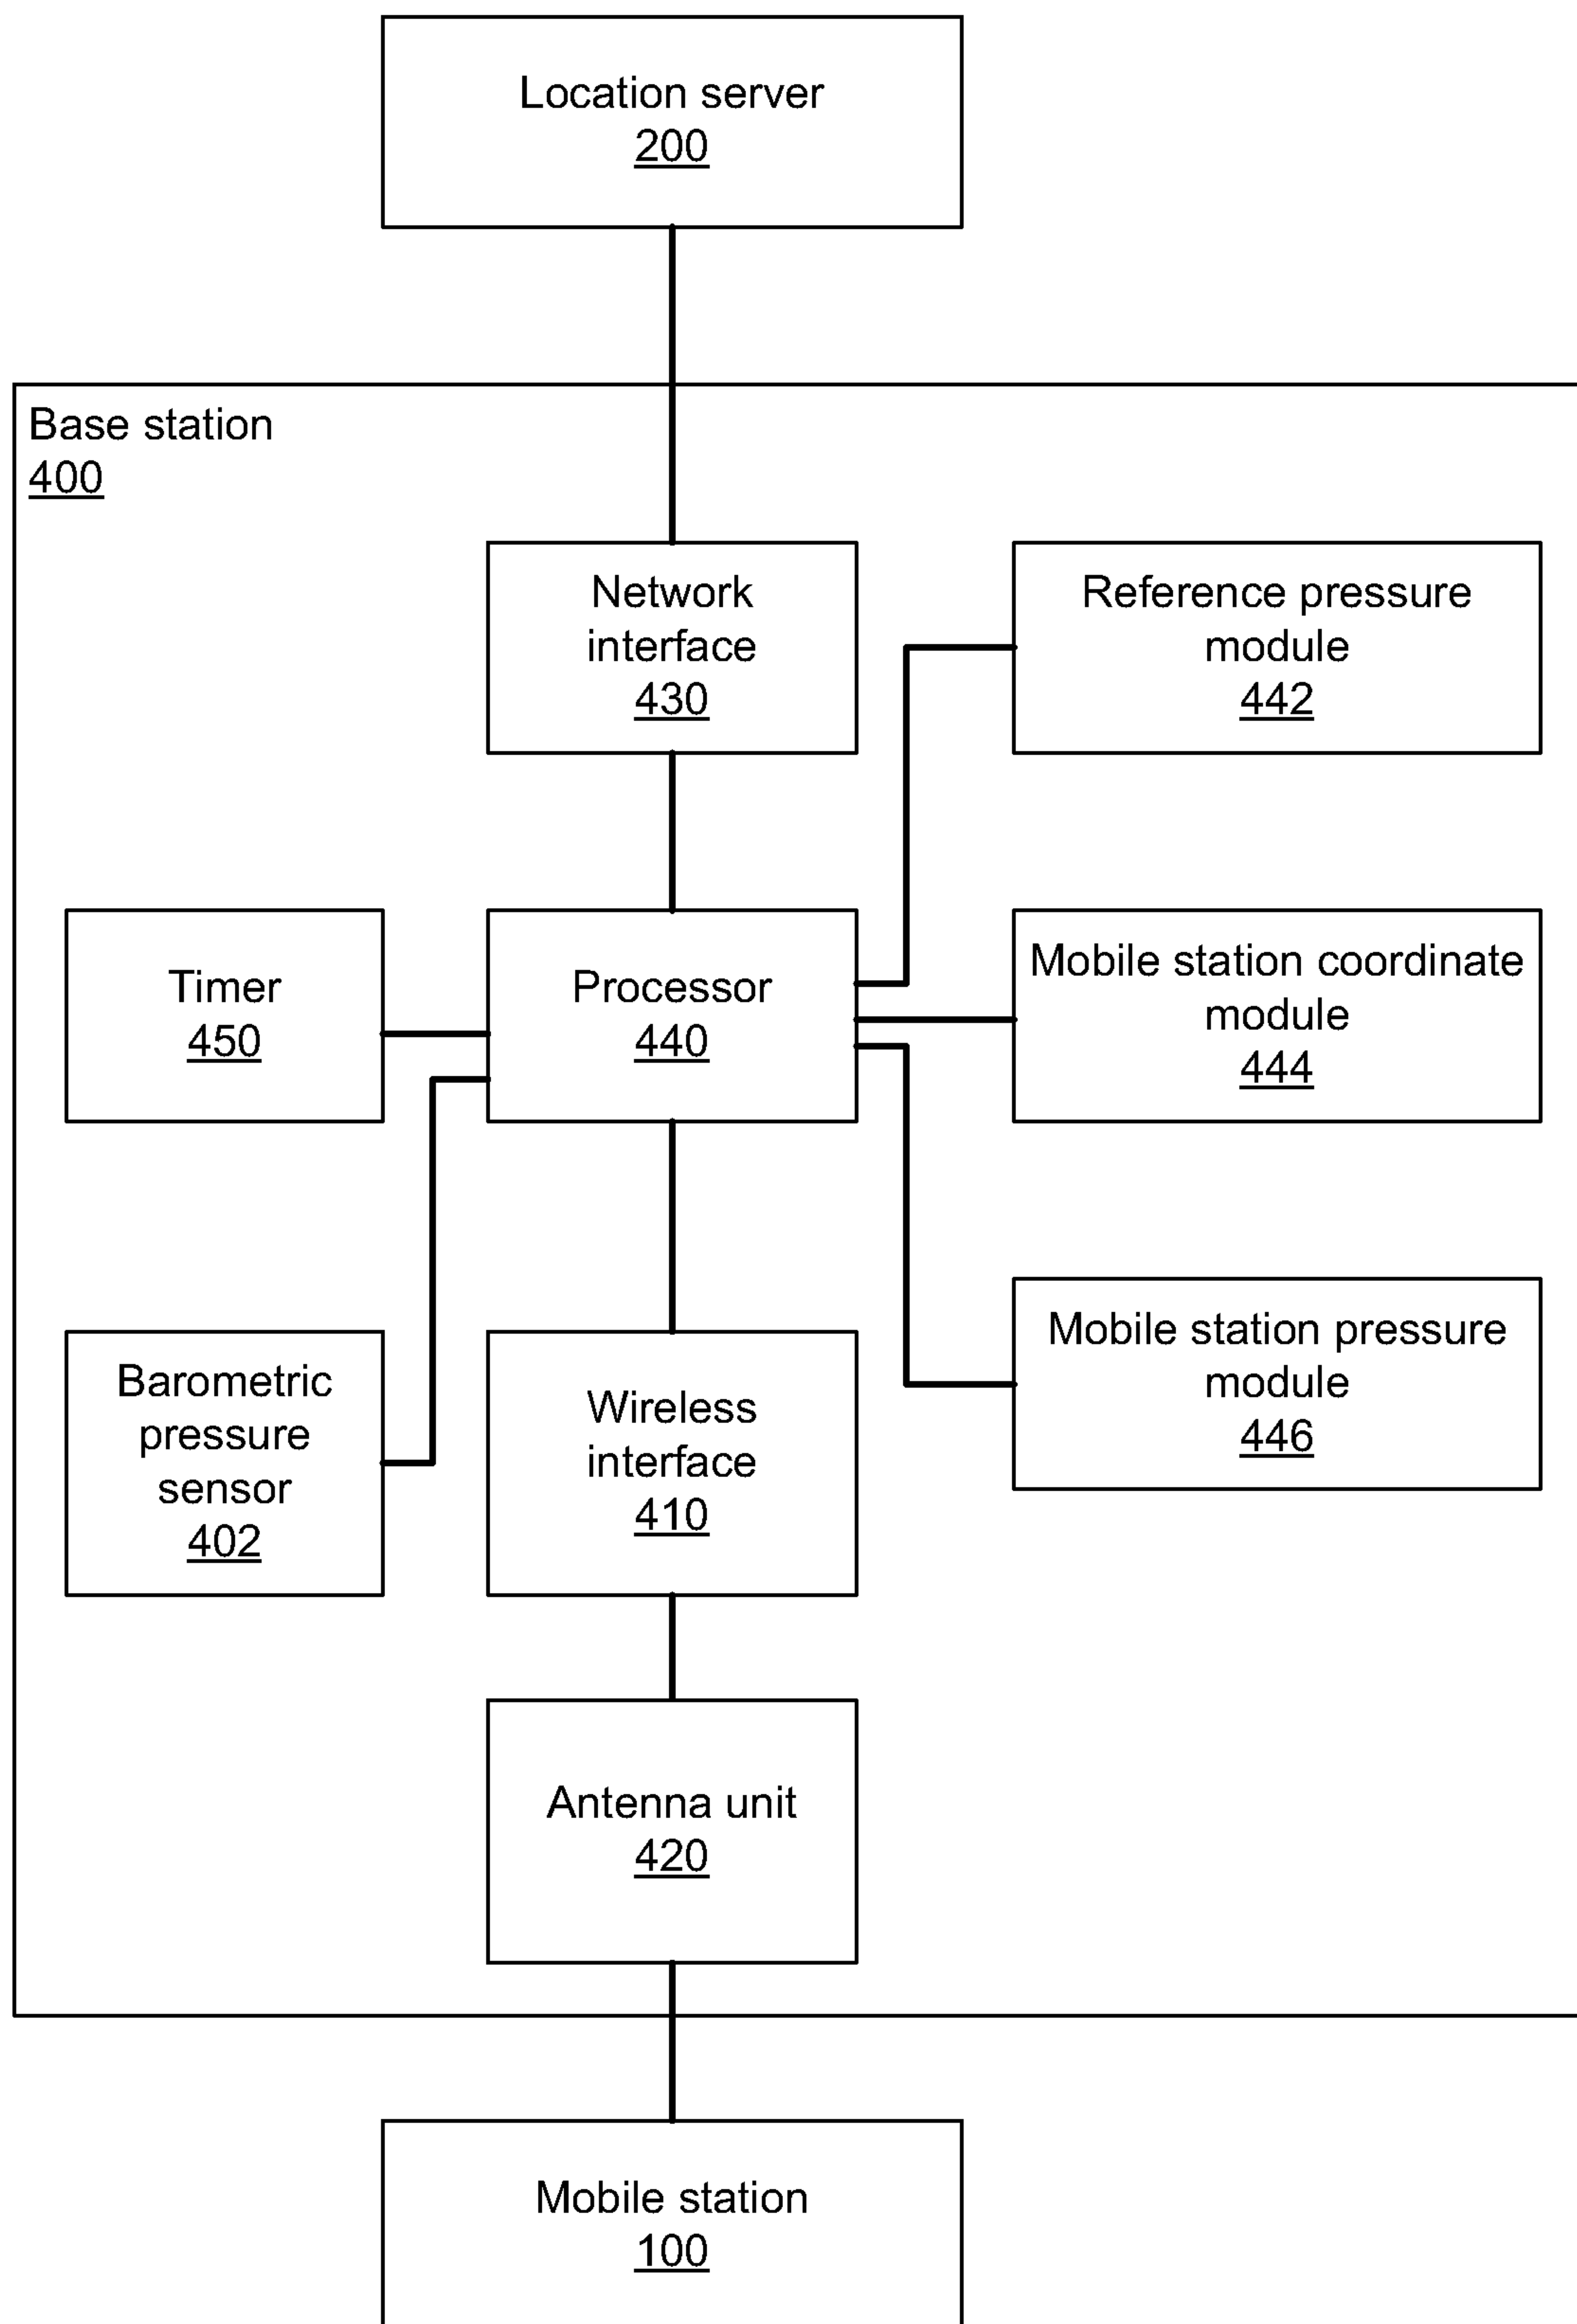 Location server
200
Base station
400
Network
interface
430
Reference pressure
module
442
Timer
450
Processor
440
Mobile station coordinate
module
444
Barometric
pressure
sensor
402
Wireless
interface
410
Mobile station pressure
module
446
Antenna unit
420
Mobile station
100